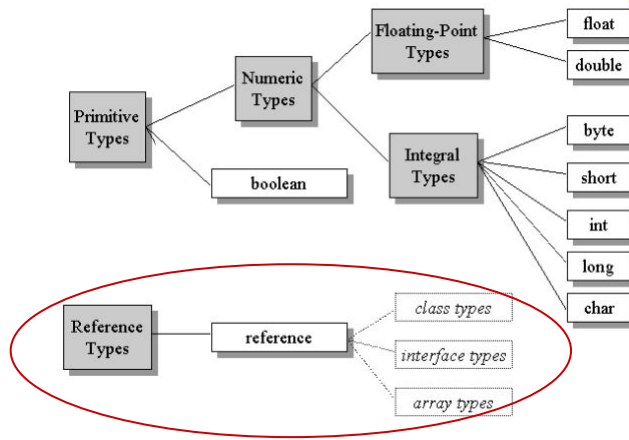 Floating-Point
Types
float
double
Numeric
Types
Primitive
Types
boolean
Integral
Types
byte
short
int
long
char
Reference
Types
reference
class types
interface types
array types